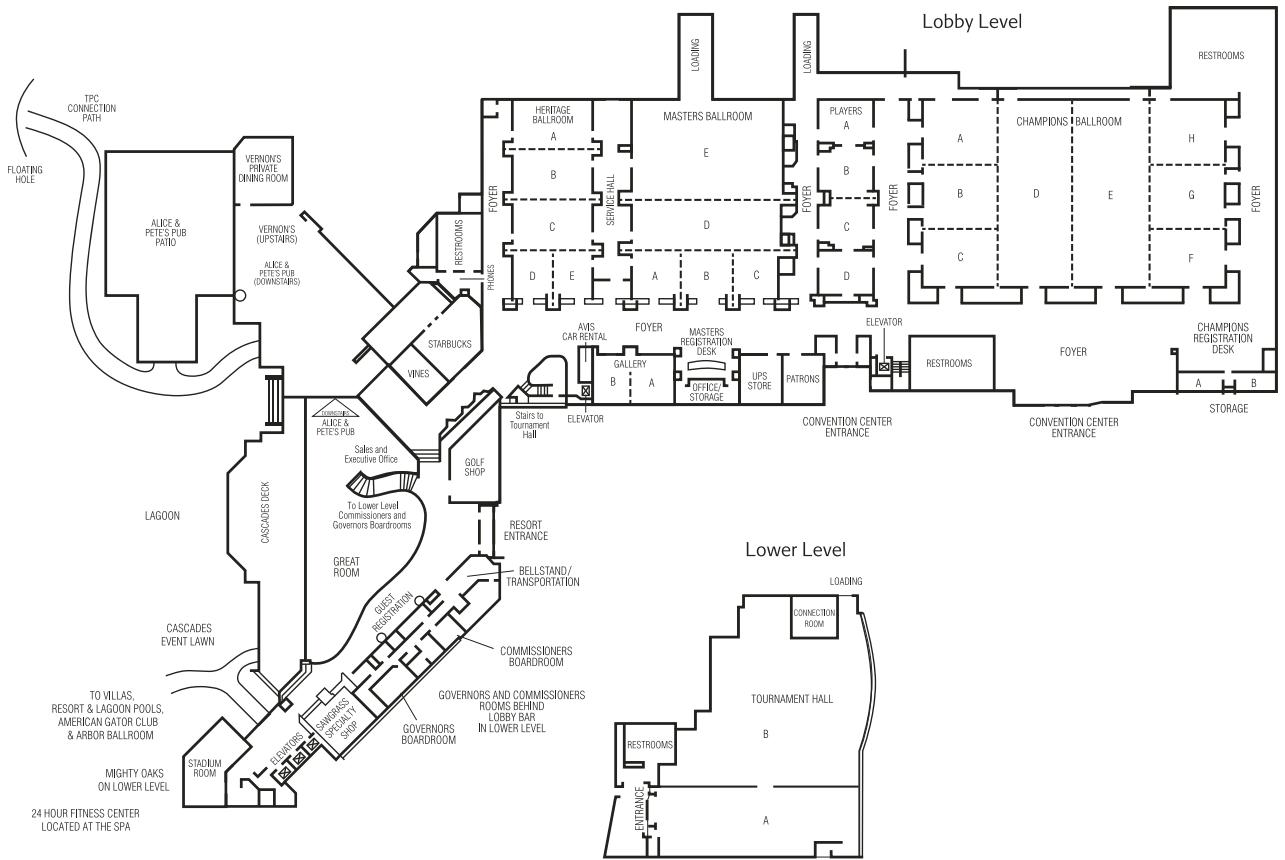 Lobby Level
LOADING
LOADING
RESTROOMS
TPC
CONNECTION
PATH
FLOATING
HOLE
HERITAGE
BALLROOM
A
B
C
D
E
FOYER
SERVICE HALL
MASTERS BALLROOM
E
D
A
B
C
FOYER
PLAYERS
A
B
C
D
FOYER
CHAMPIONS BALLROOM
A
B
C
D
E
H
G
F
FOYER
VERNON'S
PRIVATE
DINING ROOM
ALICE &
PETE'S PUB
PATIO
VERNON'S
(UPSTAIRS)
ALICE &
PETE'S PUB
(DOWNSTAIRS)
RESTROOMS
PHONES
STARBUCKS
VINES
AVIS
CAR RENTAL
FOYER
MASTERS
REGISTRATION
DESK
GALLERY
B
A
OFFICE/
STORAGE
UPS
STORE
PATRONS
ELEVATOR
RESTROOMS
FOYER
CHAMPIONS
REGISTRATION
DESK
A
B
STORAGE
ELEVATOR
Stairs to
Tournament
Hall
CONVENTION CENTER
ENTRANCE
CONVENTION CENTER
ENTRANCE
DOWNSTAIRS
ALICE &
PETE'S PUB
Sales and
Executive Office
GOLF
SHOP
To Lower Level
Commissioners and
Governors Boardrooms
LAGOON
CASCADES DECK
GREAT
ROOM
RESORT
ENTRANCE
BELLSTAND/
TRANSPORTATION
GUEST
REGISTRATION
CASCADES
EVENT LAWN
COMMISSIONERS
BOARDROOM
TO VILLAS,
RESORT & LAGOON POOLS,
AMERICAN GATOR CLUB
& ARBOR BALLROOM
GOVERNORS AND COMMISSIONERS
ROOMS BEHIND
LOBBY BAR
IN LOWER LEVEL
SAWGRASS
SPECIALTY
SHOP
GOVERNORS
BOARDROOM
ELEVATORS
STADIUM
ROOM
MIGHTY OAKS
ON LOWER LEVEL
24 HOUR FITNESS CENTER
LOCATED AT THE SPA
Lower Level
LOADING
CONNECTION
ROOM
TOURNAMENT HALL
B
RESTROOMS
ENTRANCE
A